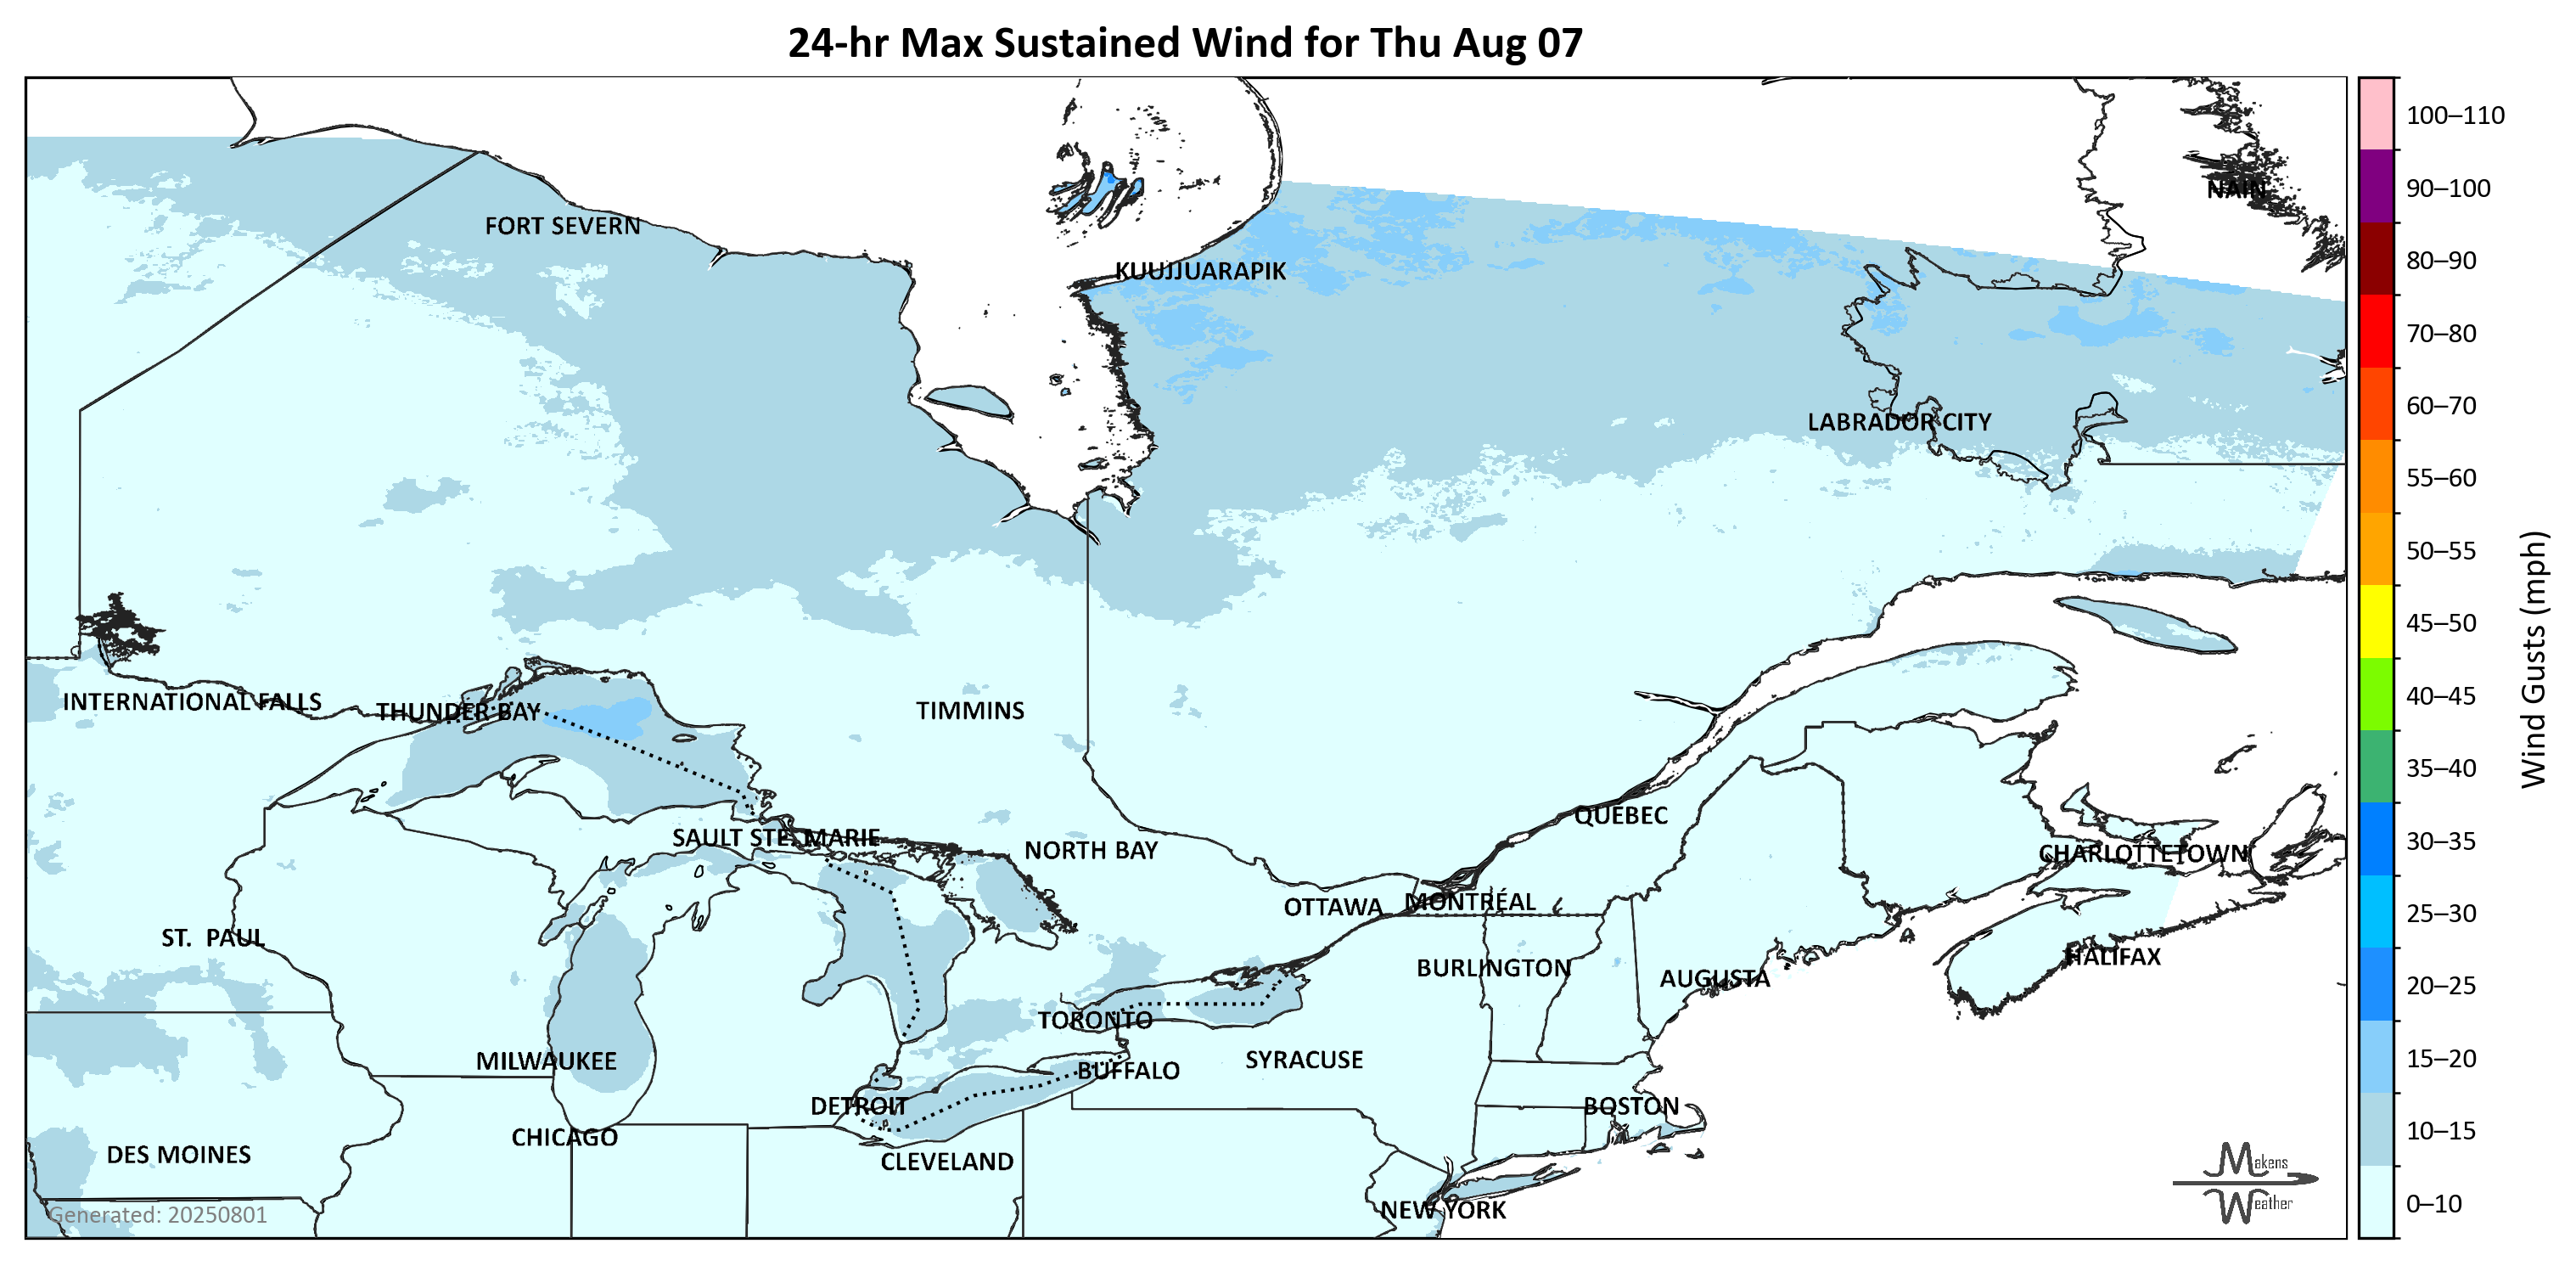 24-hr Max Sustained Wind for Thu Aug 07
100–110
90–100
80–90
70–80
60–70
55–60
50–55
45–50
40–45
35–40
30–35
25–30
20–25
15–20
10–15
0–10
Wind Gusts (mph)
NAIN
FORT SEVERN
KUUJJUARAPIK
LABRADOR CITY
INTERNATIONAL FALLS
THUNDER BAY
TIMMINS
QUÉBEC
SAULT STE. MARIE
NORTH BAY
CHARLOTTETOWN
OTTAWA
MONTRÉAL
ST. PAUL
HALIFAX
BURLINGTON
AUGUSTA
TORONTO
MILWAUKEE
SYRACUSE
BUFFALO
DETROIT
BOSTON
CHICAGO
DES MOINES
CLEVELAND
NEW YORK
Makens
Weather
Generated: 20250801